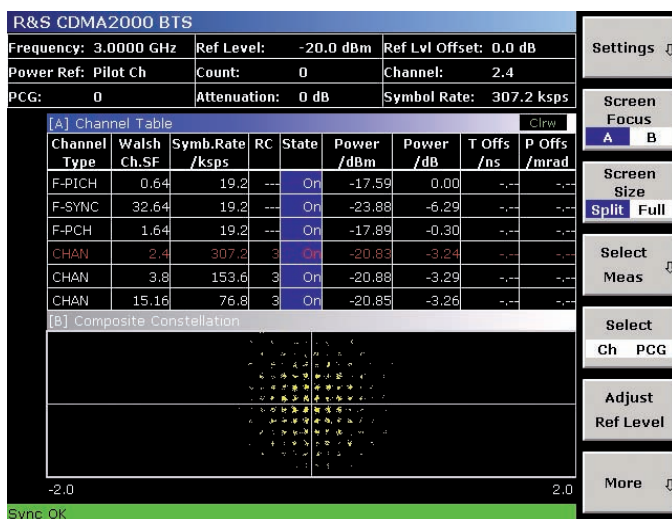 R&S CDMA2000 BTS
Frequency: 3.0000 GHz Ref Level: -20.0 dBm Ref Lvl Offset: 0.0 dB
Power Ref: Pilot Ch Count: 0 Channel: 2.4
PCG: 0 Attenuation: 0 dB Symbol Rate: 307.2 ksps
[A] Channel Table Clrw
Channel Type Walsh Ch.SF Symb.Rate /ksps RC State Power /dBm Power /dB T Offs /ns P Offs /mrad
F-PICH 0.64 19.2 --- On -17.59 0.00 -.-- -.--
F-SYNC 32.64 19.2 --- On -23.88 -6.29 -.-- -.--
F-PCH 1.64 19.2 --- On -17.89 -0.30 -.-- -.--
CHAN 2.4 307.2 3 On -20.83 -3.24 -.-- -.--
CHAN 3.8 153.6 3 On -20.88 -3.29 -.-- -.--
CHAN 15.16 76.8 3 On -20.85 -3.26 -.-- -.--
[B] Composite Constellation
-2.0 2.0
Sync OK
Settings
Screen
Focus
A B
Screen
Size
Split Full
Select
Meas
Select
Ch PCG
Adjust
Ref Level
More